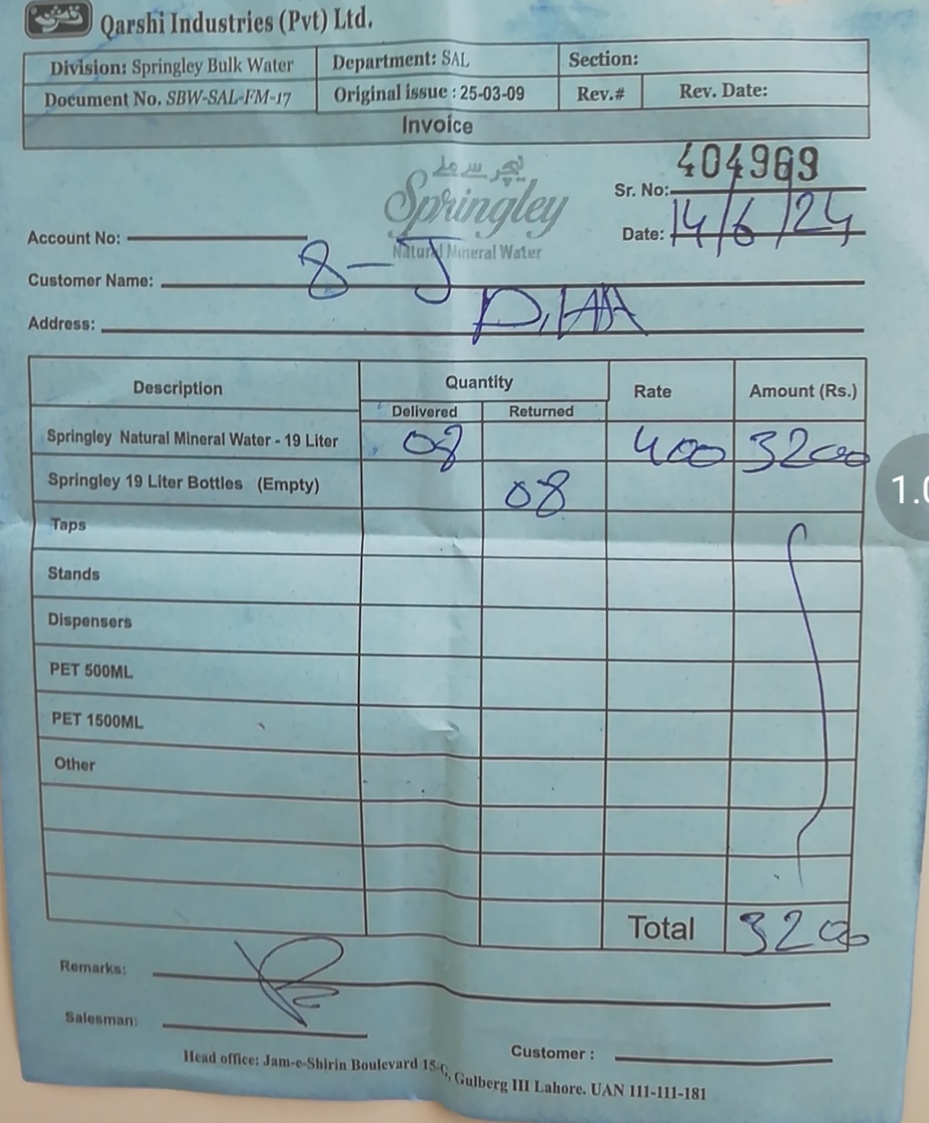 قرشی
Qarshi Industries (Pvt) Ltd.
Division: Springley Bulk Water
Department: SAL
Section:
Document No. SBW-SAL-FM-17
Original issue : 25-03-09
Rev.#
Rev. Date:
Invoice
نیچر سے ملے
Springley
Natural Mineral Water
Sr. No: 404969
Date: 14/6/24
Account No:
Customer Name: 8-J
Address:
Description Quantity Rate Amount (Rs.)
Delivered Returned
Springley Natural Mineral Water - 19 Liter 08 400 3200
Springley 19 Liter Bottles (Empty) 08
Taps
Stands
Dispensers
PET 500ML
PET 1500ML
Other
Total 3200
Remarks:
Salesman:
Customer :
Head office: Jam-e-Shirin Boulevard 15-C, Gulberg III Lahore. UAN 111-111-181
1.0